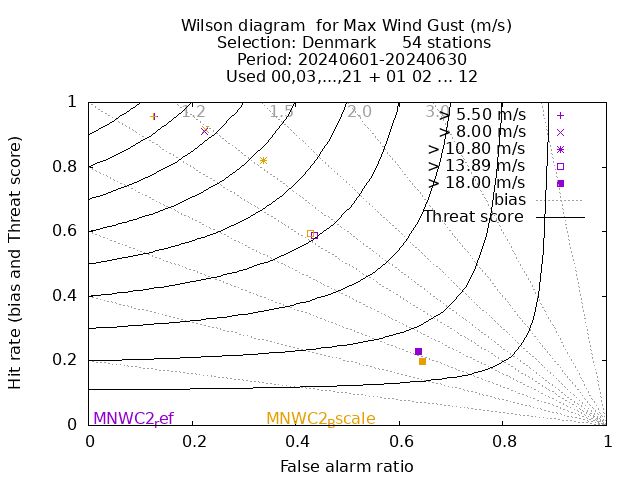 Wilson diagram  for Max Wind Gust (m/s)
Selection: Denmark     54 stations
Period: 20240601-20240630
Used 00,03,...,21 + 01 02 ... 12
Hit rate (bias and Threat score)
1
0.8
0.6
0.4
0.2
0
1.2 1.5 2.0 3.0
> 5.50 m/s
> 8.00 m/s
> 10.80 m/s
> 13.89 m/s
> 18.00 m/s
bias
Threat score
MNWC2ref MNWC2Bscale
0 0.2 0.4 0.6 0.8 1
False alarm ratio